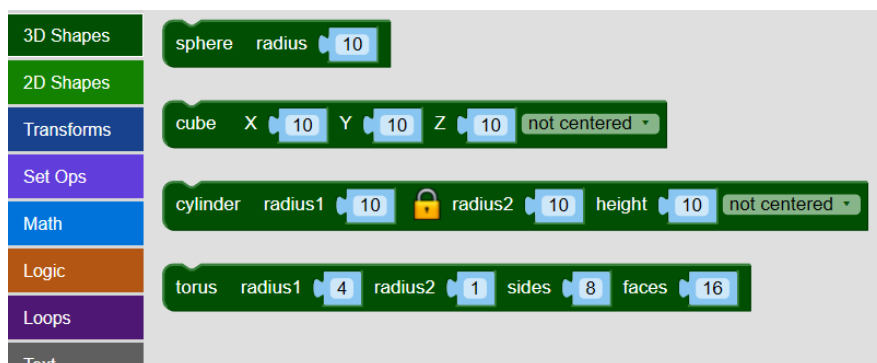 3D Shapes
2D Shapes
Transforms
Set Ops
Math
Logic
Loops
Text
sphere radius 10
cube X 10 Y 10 Z 10 not centered
cylinder radius1 10 radius2 10 height 10 not centered
torus radius1 4 radius2 1 sides 8 faces 16